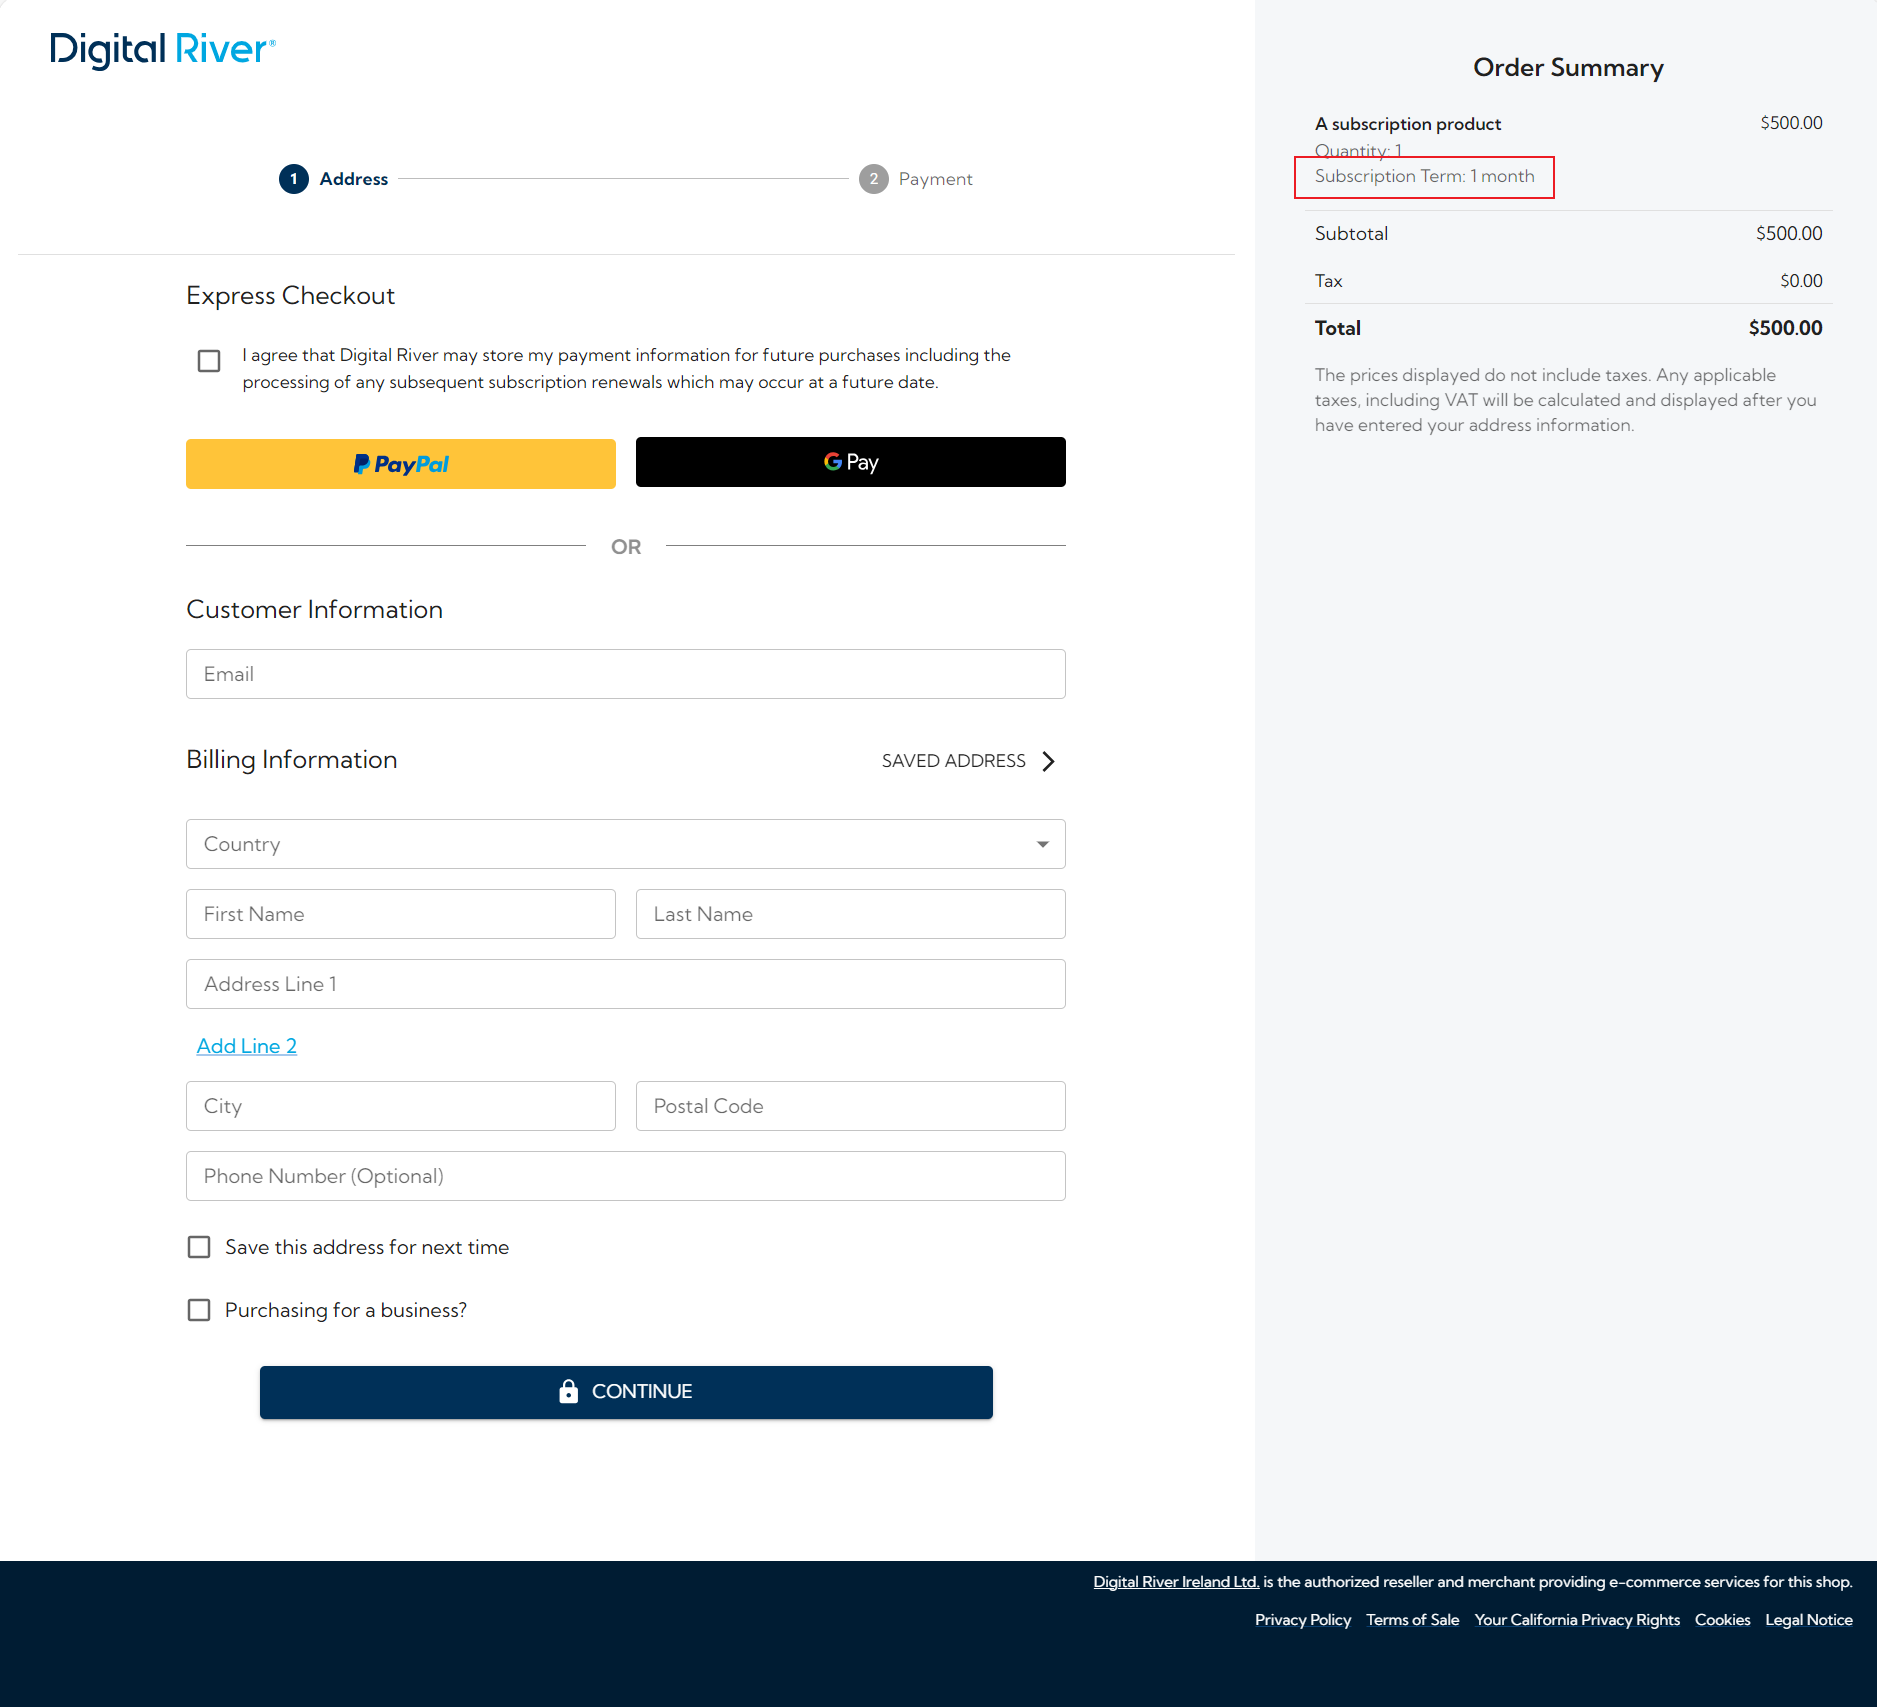 Digital River®
1 Address
2 Payment
Express Checkout
I agree that Digital River may store my payment information for future purchases including the
processing of any subsequent subscription renewals which may occur at a future date.
PayPal
G Pay
OR
Customer Information
Email
Billing Information
SAVED ADDRESS
Country
First Name
Last Name
Address Line 1
Add Line 2
City
Postal Code
Phone Number (Optional)
Save this address for next time
Purchasing for a business?
CONTINUE
Order Summary
A subscription product $500.00
Quantity: 1
Subscription Term: 1 month
Subtotal $500.00
Tax $0.00
Total $500.00
The prices displayed do not include taxes. Any applicable
taxes, including VAT will be calculated and displayed after you
have entered your address information.
Digital River Ireland Ltd. is the authorized reseller and merchant providing e-commerce services for this shop.
Privacy Policy Terms of Sale Your California Privacy Rights Cookies Legal Notice